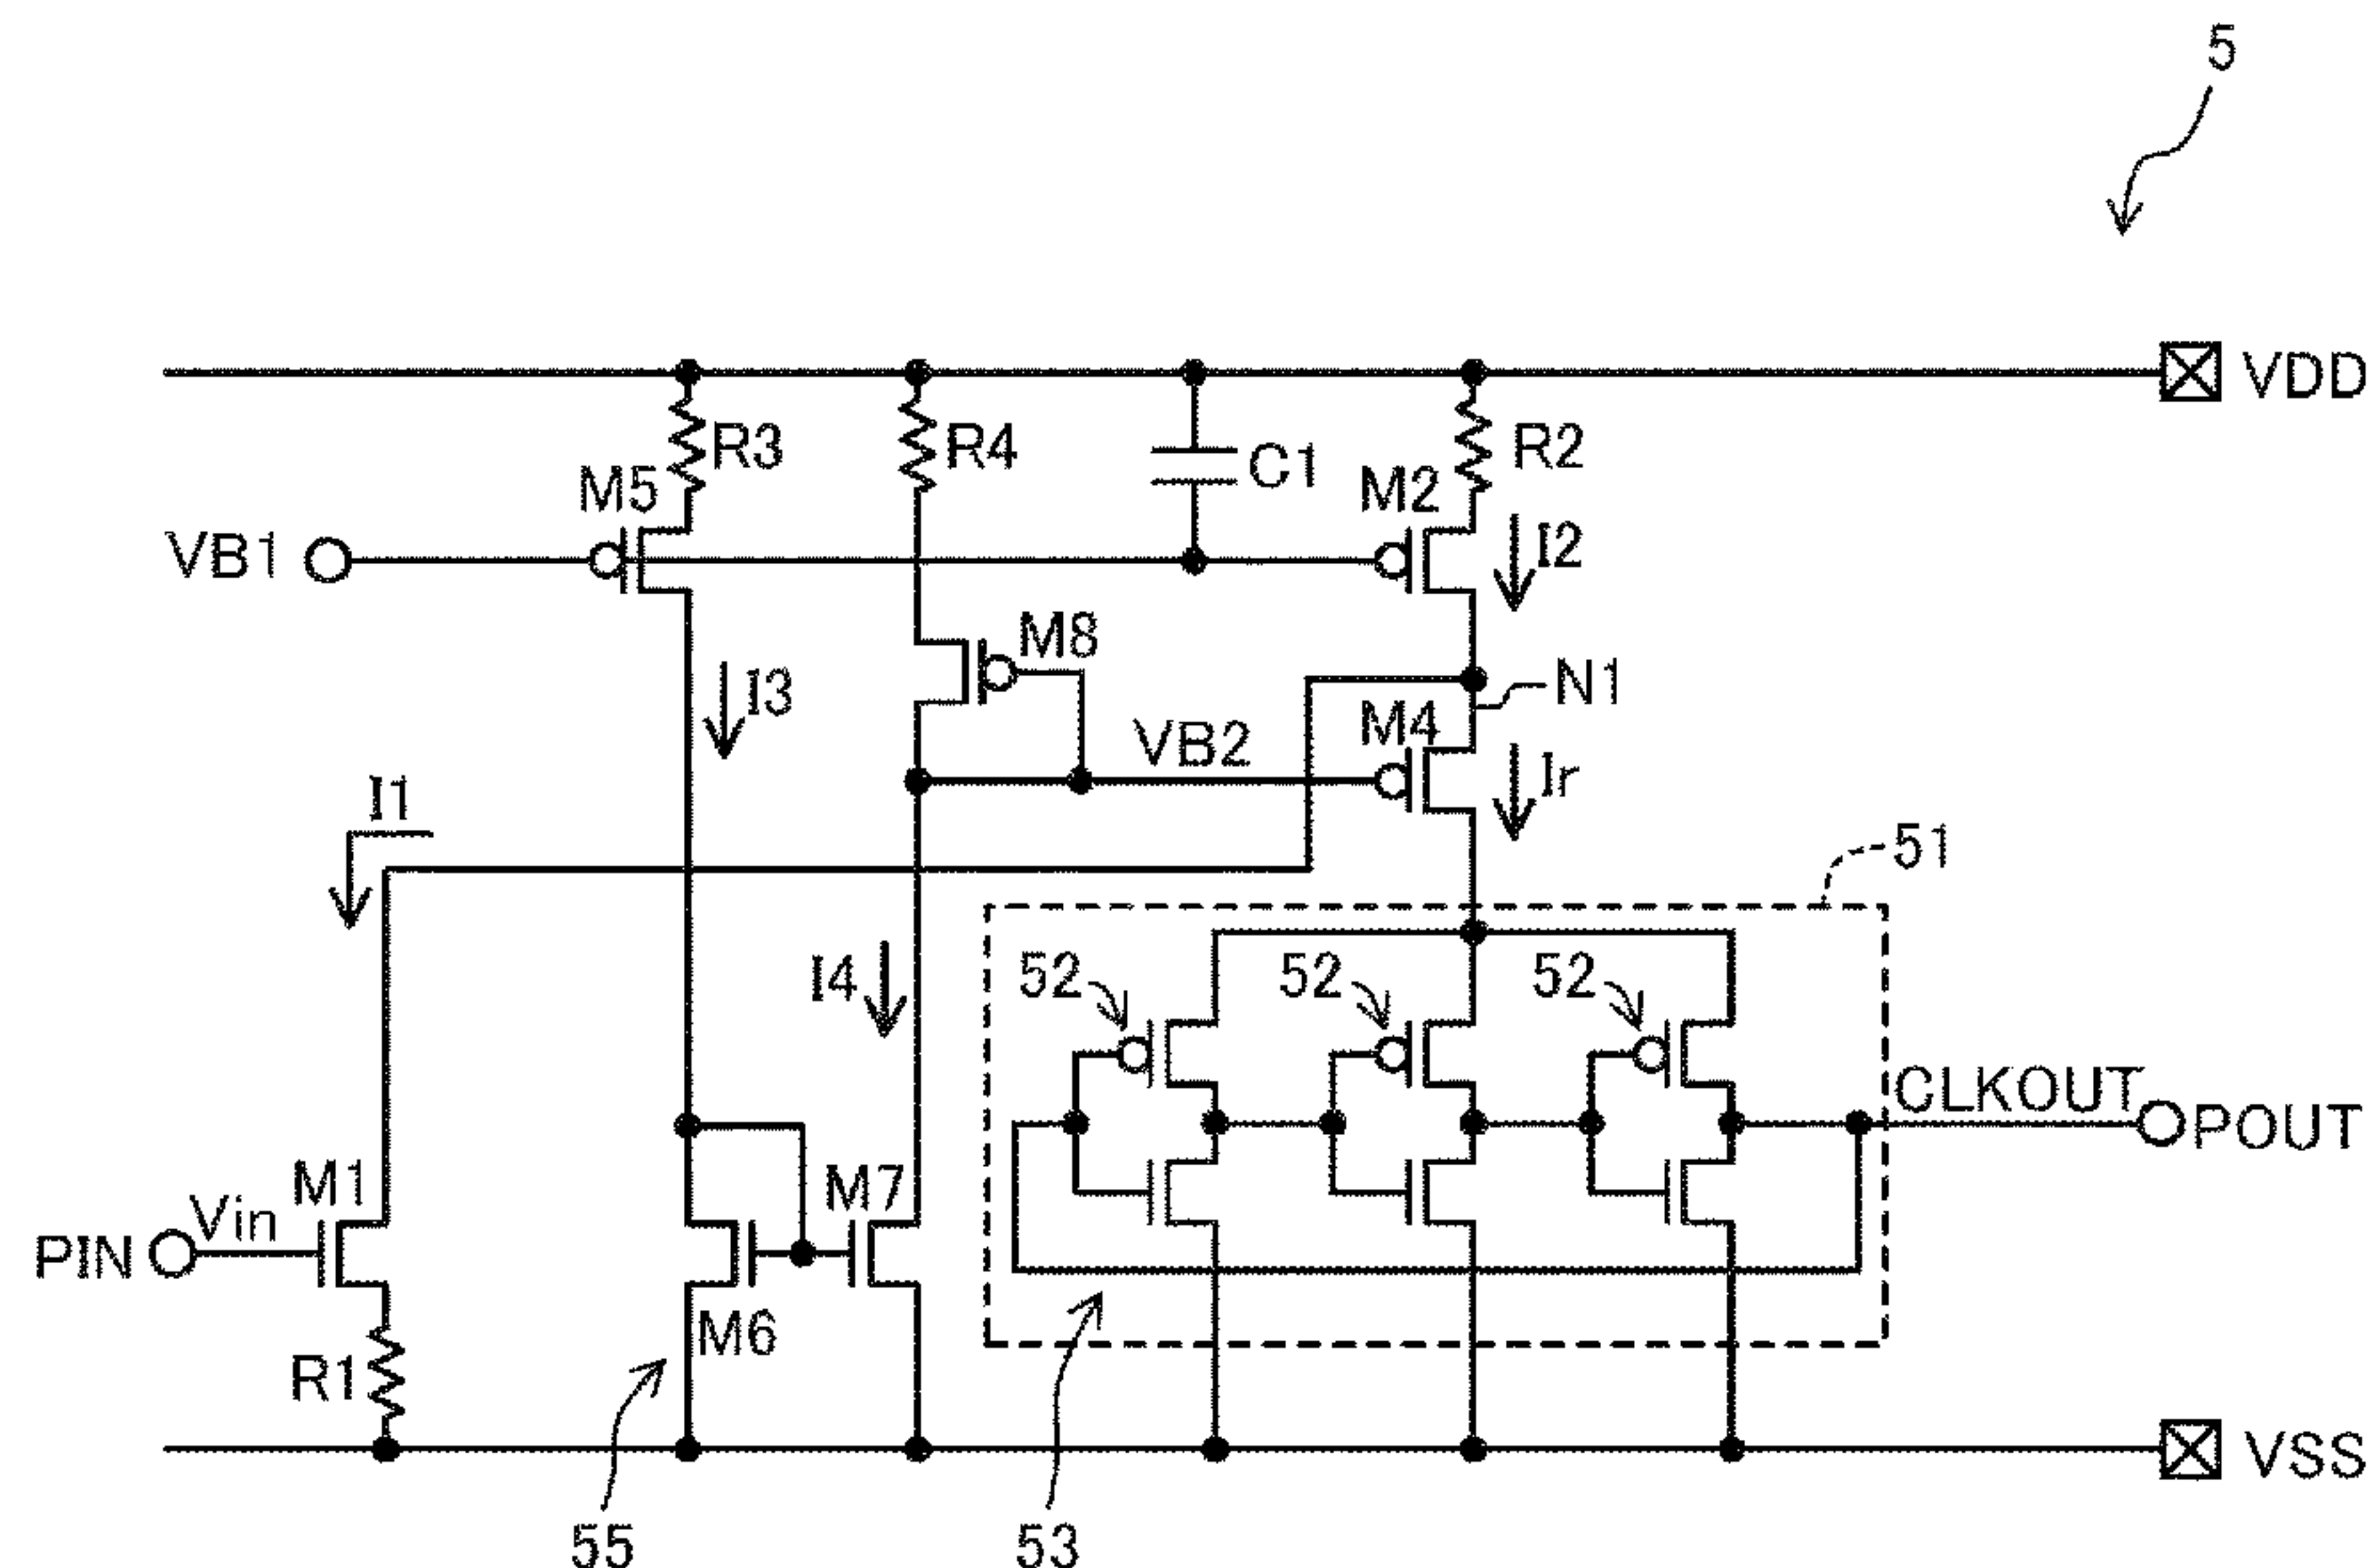 5
VDD
R3
R4
C1
R2
M5
M2
VB1
I2
M8
I3
N1
M4
VB2
I1
Ir
51
I4
52
52
52
CLKOUT
POUT
M1
M7
Vin
PIN
M6
R1
VSS
55
53